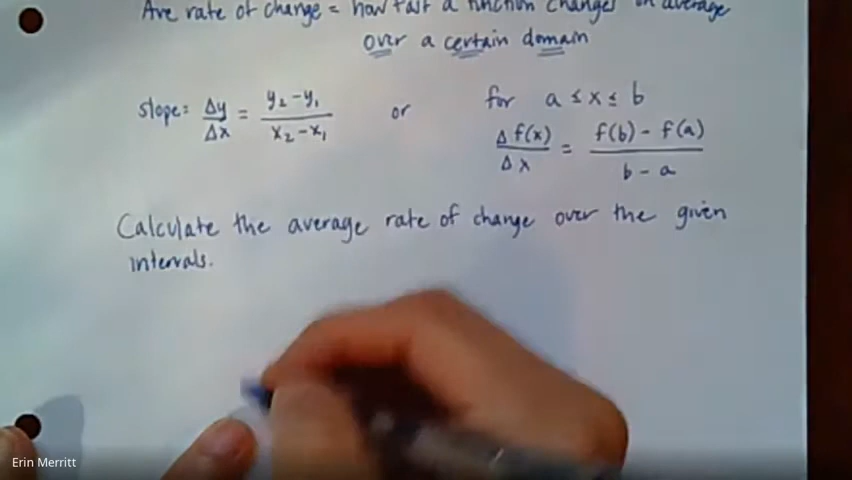 Ave rate of change = how fast a function changes on average
over a certain domain
slope: Δy/Δx = y₂-y₁/x₂-x₁ or for a ≤ x ≤ b
Δf(x)/Δx = f(b) - f(a)/b - a
Calculate the average rate of change over the given
intervals.
Erin Merritt